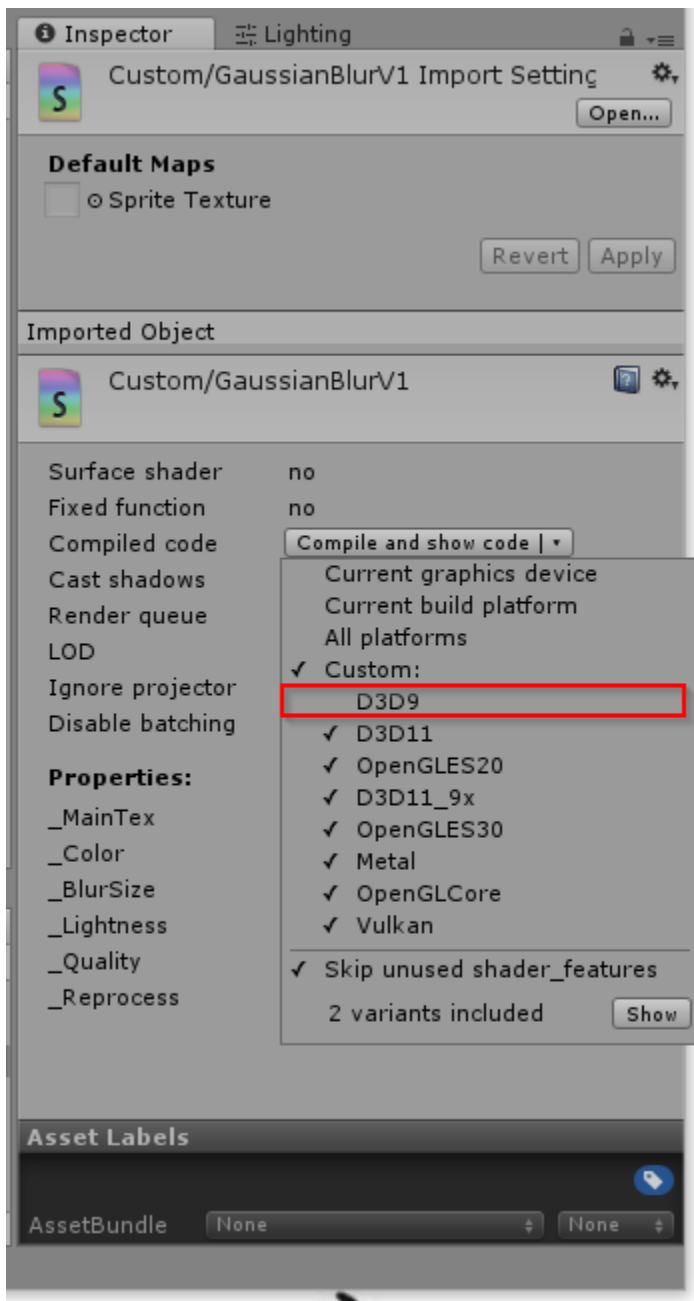 Inspector Lighting
Custom/GaussianBlurV1 Import Setting
Open...
Default Maps
Sprite Texture
Revert Apply
Imported Object
Custom/GaussianBlurV1
Surface shader no
Fixed function no
Compiled code Compile and show code | ▾
Cast shadows Current graphics device
Render queue Current build platform
LOD All platforms
Ignore projector ✓ Custom:
D3D9
Disable batching ✓ D3D11
✓ OpenGLES20
Properties:
✓ D3D11_9x
_MainTex
✓ OpenGLES30
_Color ✓ Metal
_BlurSize ✓ OpenGLCore
_Lightness ✓ Vulkan
_Quality ✓ Skip unused shader_features
_Reprocess 2 variants included Show
Asset Labels
AssetBundle None None